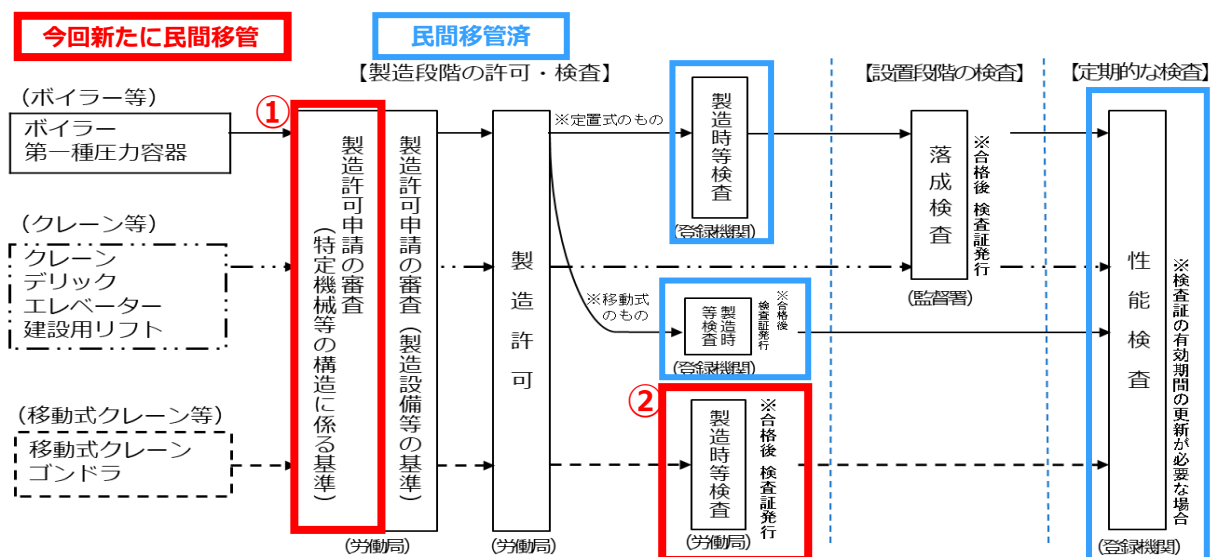 今回新たに民間移管
民間移管済
【製造段階の許可・検査】
【設置段階の検査】
【定期的な検査】
(ボイラー等)
ボイラー
第一種圧力容器
(クレーン等)
クレーン
デリック
エレベーター
建設用リフト
(移動式クレーン等)
移動式クレーン
ゴンドラ
①
製造許可申請の審査
(特定機械等の構造に係る基準)
製造許可申請の審査(製造設備等の基準)
(労働局)
製造許可
(労働局)
※定置式のもの
製造時等検査
(登録機関)
※移動式
のもの
製造時
等検査
※合格後
検査証発行
(登録機関)
②
製造時等検査
※合格後 検査証発行
(労働局)
落成検査
※合格後 検査証発行
(監督署)
性能検査
※検査証の有効期間の更新が必要な場合
(登録機関)